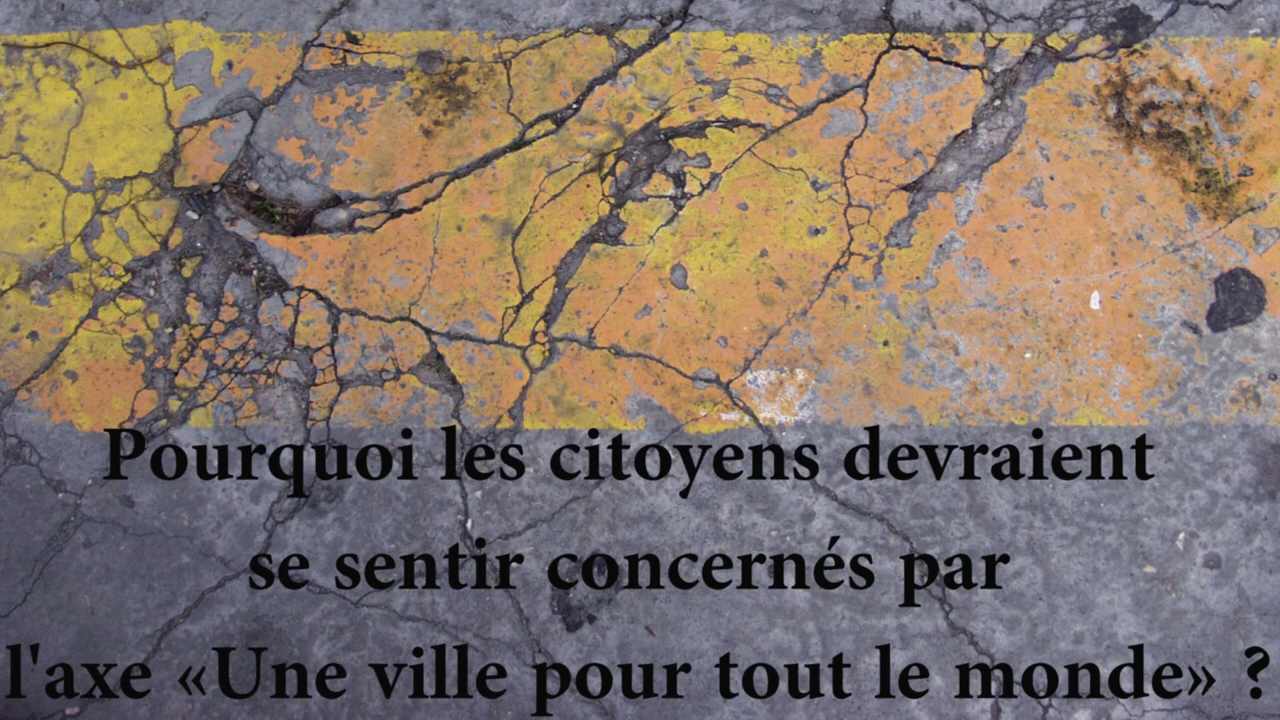 Pourquoi les citoyens devraient
se sentir concernés par
l'axe «Une ville pour tout le monde» ?